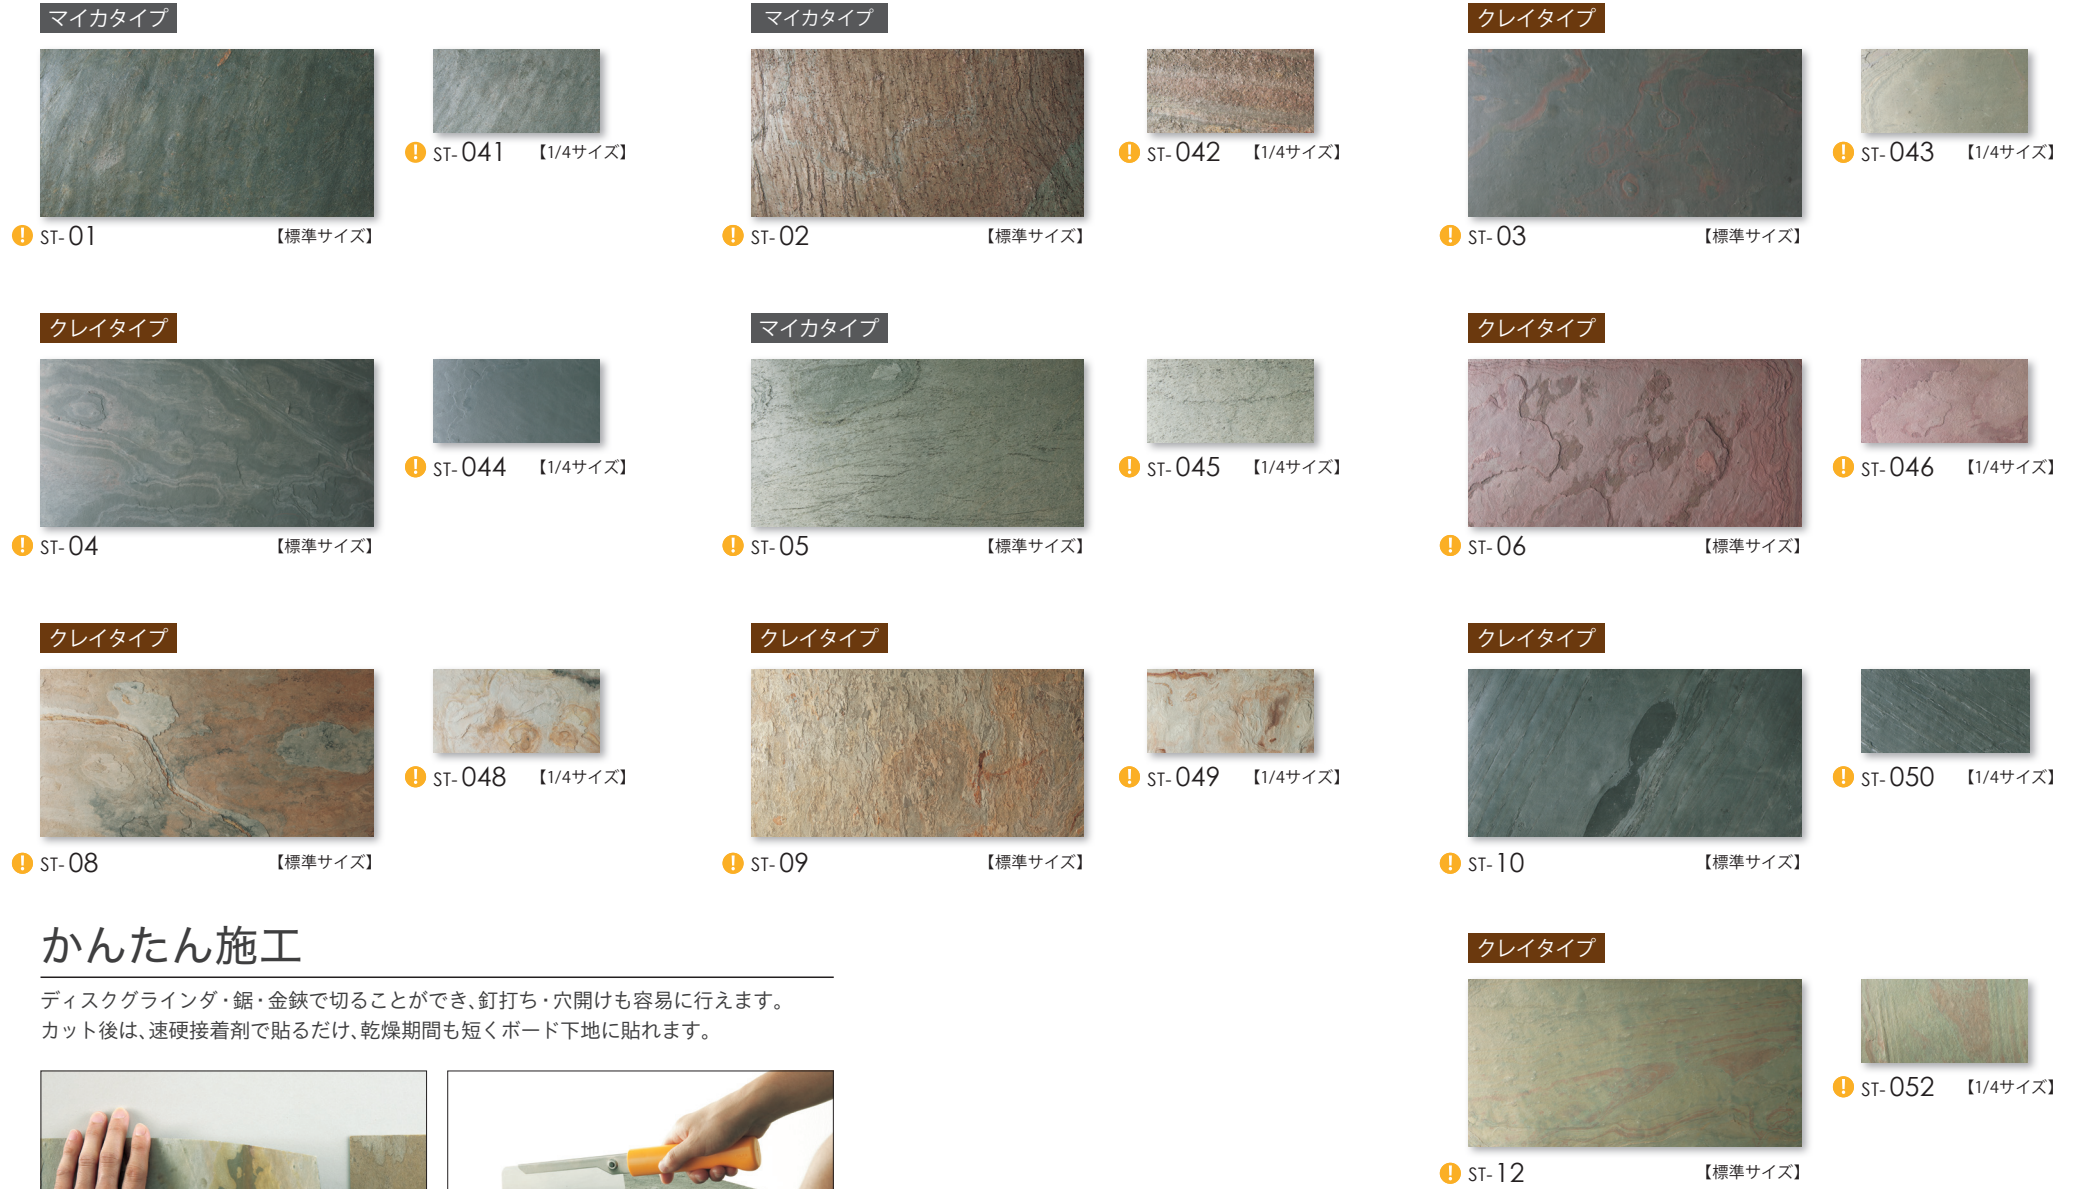 マイカタイプ
ST-01 【標準サイズ】
ST-041 【1/4サイズ】
マイカタイプ
ST-02 【標準サイズ】
ST-042 【1/4サイズ】
クレイタイプ
ST-03 【標準サイズ】
ST-043 【1/4サイズ】
クレイタイプ
ST-04 【標準サイズ】
ST-044 【1/4サイズ】
マイカタイプ
ST-05 【標準サイズ】
ST-045 【1/4サイズ】
クレイタイプ
ST-06 【標準サイズ】
ST-046 【1/4サイズ】
クレイタイプ
ST-08 【標準サイズ】
ST-048 【1/4サイズ】
クレイタイプ
ST-09 【標準サイズ】
ST-049 【1/4サイズ】
クレイタイプ
ST-10 【標準サイズ】
ST-050 【1/4サイズ】
クレイタイプ
ST-12 【標準サイズ】
ST-052 【1/4サイズ】
かんたん施工
ディスクグラインダ・鋸・金鋏で切ることができ、釘打ち・穴開けも容易に行えます。
カット後は、速硬接着剤で貼るだけ、乾燥期間も短くボード下地に貼れます。